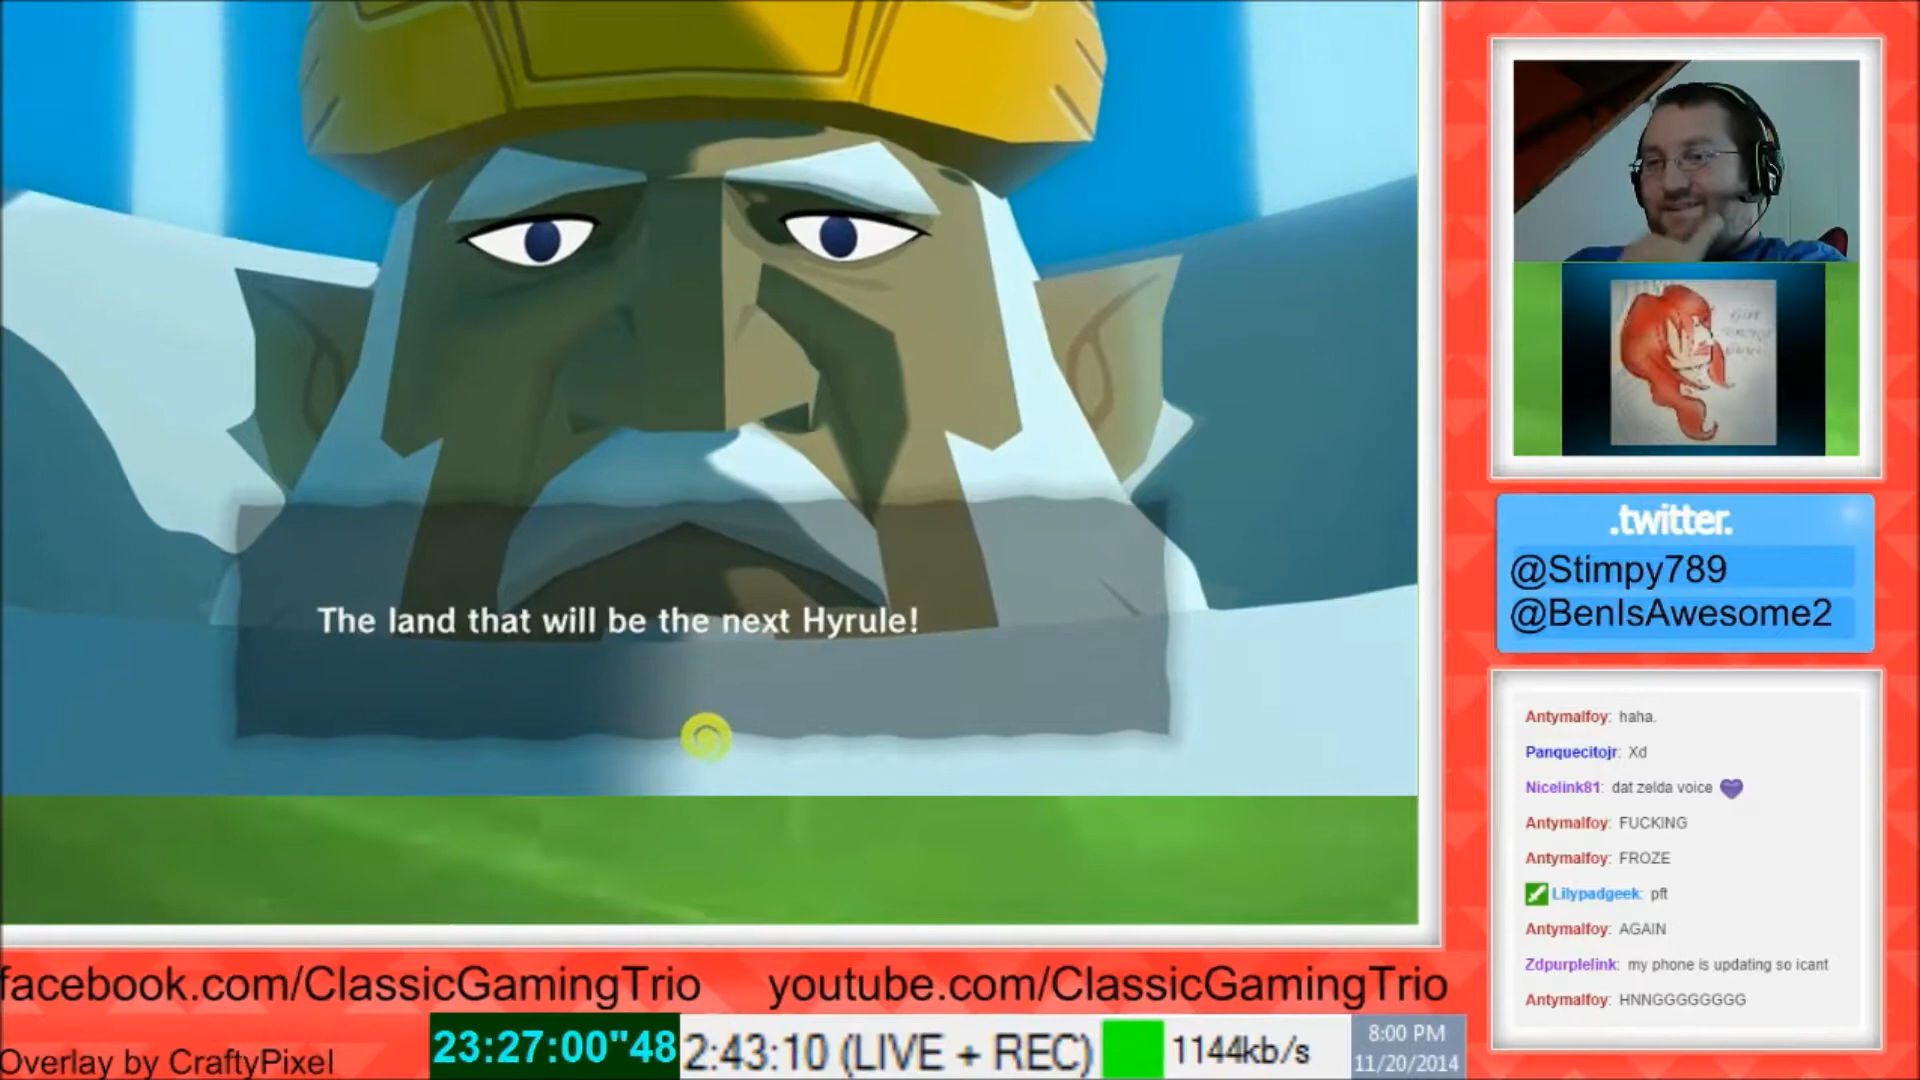 The land that will be the next Hyrule!
.twitter.
@Stimpy789
@BenIsAwesome2
Antymalfoy: haha.
Panquecitojr: Xd
Nicelink81: dat zelda voice
Antymalfoy: FUCKING
Antymalfoy: FROZE
Lilypadgeek: pft
Antymalfoy: AGAIN
Zdpurplelink: my phone is updating so icant
Antymalfoy: HNNGGGGGGGG
facebook.com/ClassicGamingTrio youtube.com/ClassicGamingTrio
Overlay by CraftyPixel
23:27:00"48
2:43:10 (LIVE + REC)
1144kb/s
8:00 PM
11/20/2014